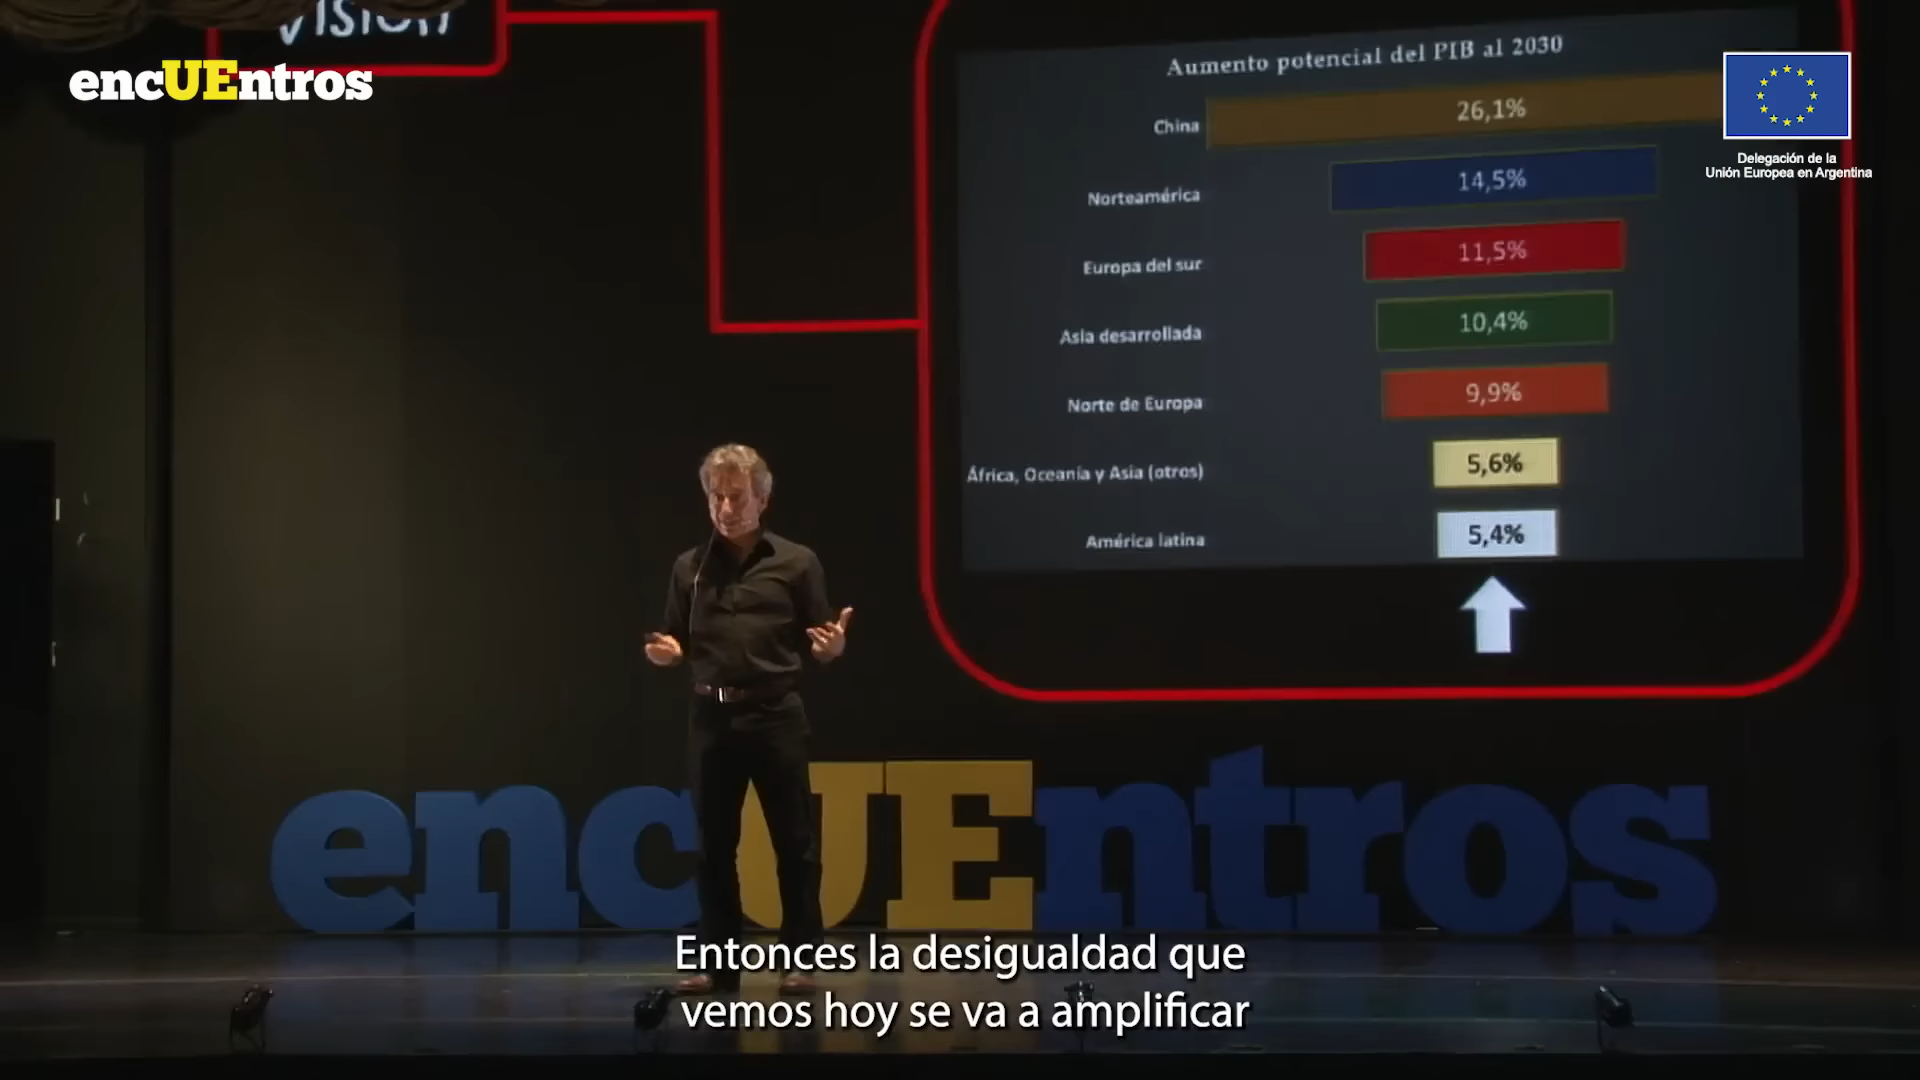 VISIÓN
encUEntros
Aumento potencial del PIB al 2030
China 26,1%
Norteamérica 14,5%
Europa del sur 11,5%
Asia desarrollada 10,4%
Norte de Europa 9,9%
África, Oceanía y Asia (otros) 5,6%
América latina 5,4%
Delegación de la
Unión Europea en Argentina
encUEntros
Entonces la desigualdad que
vemos hoy se va a amplificar